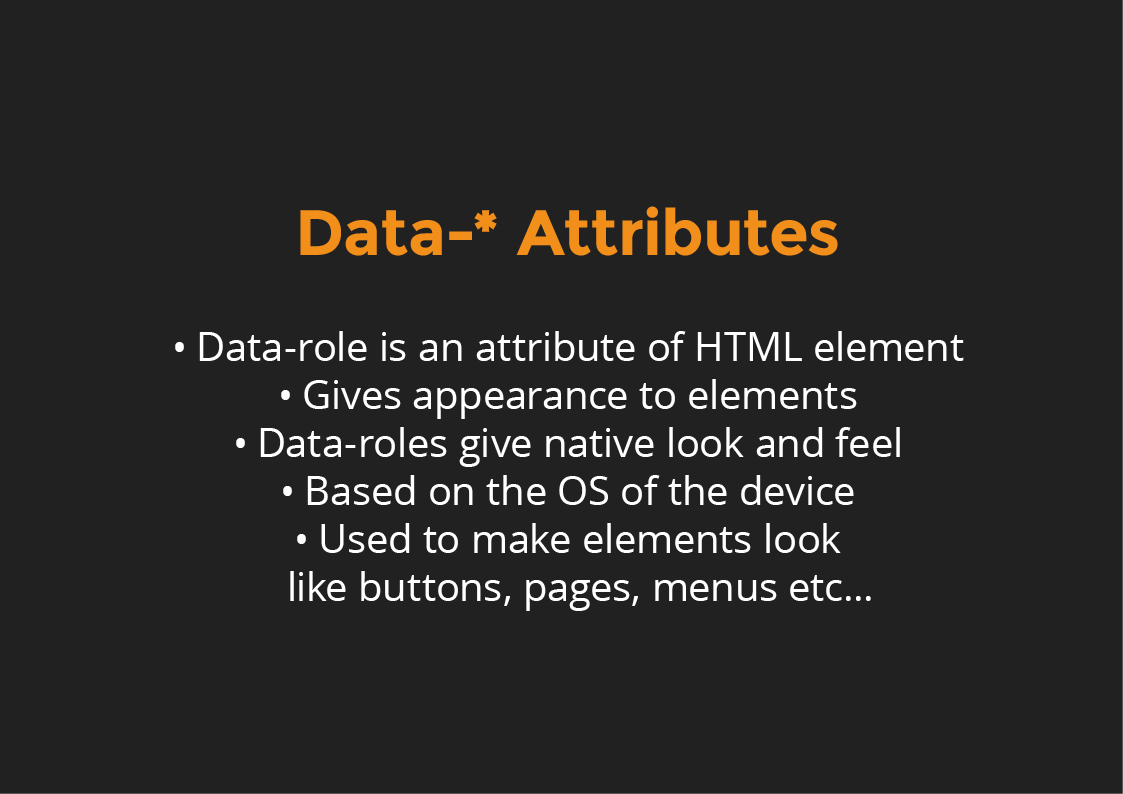 Data-* Attributes
• Data-role is an attribute of HTML element
• Gives appearance to elements
• Data-roles give native look and feel
• Based on the OS of the device
• Used to make elements look
like buttons, pages, menus etc...